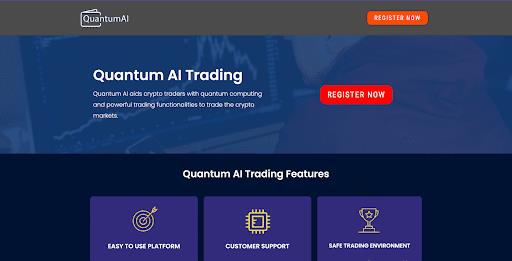 QuantumAI
REGISTER NOW
Quantum AI Trading
Quantum AI aids crypto traders with quantum computing
and powerful trading functionalities to trade the crypto
markets.
REGISTER NOW
Quantum AI Trading Features
EASY TO USE PLATFORM
CUSTOMER SUPPORT
SAFE TRADING ENVIRONMENT